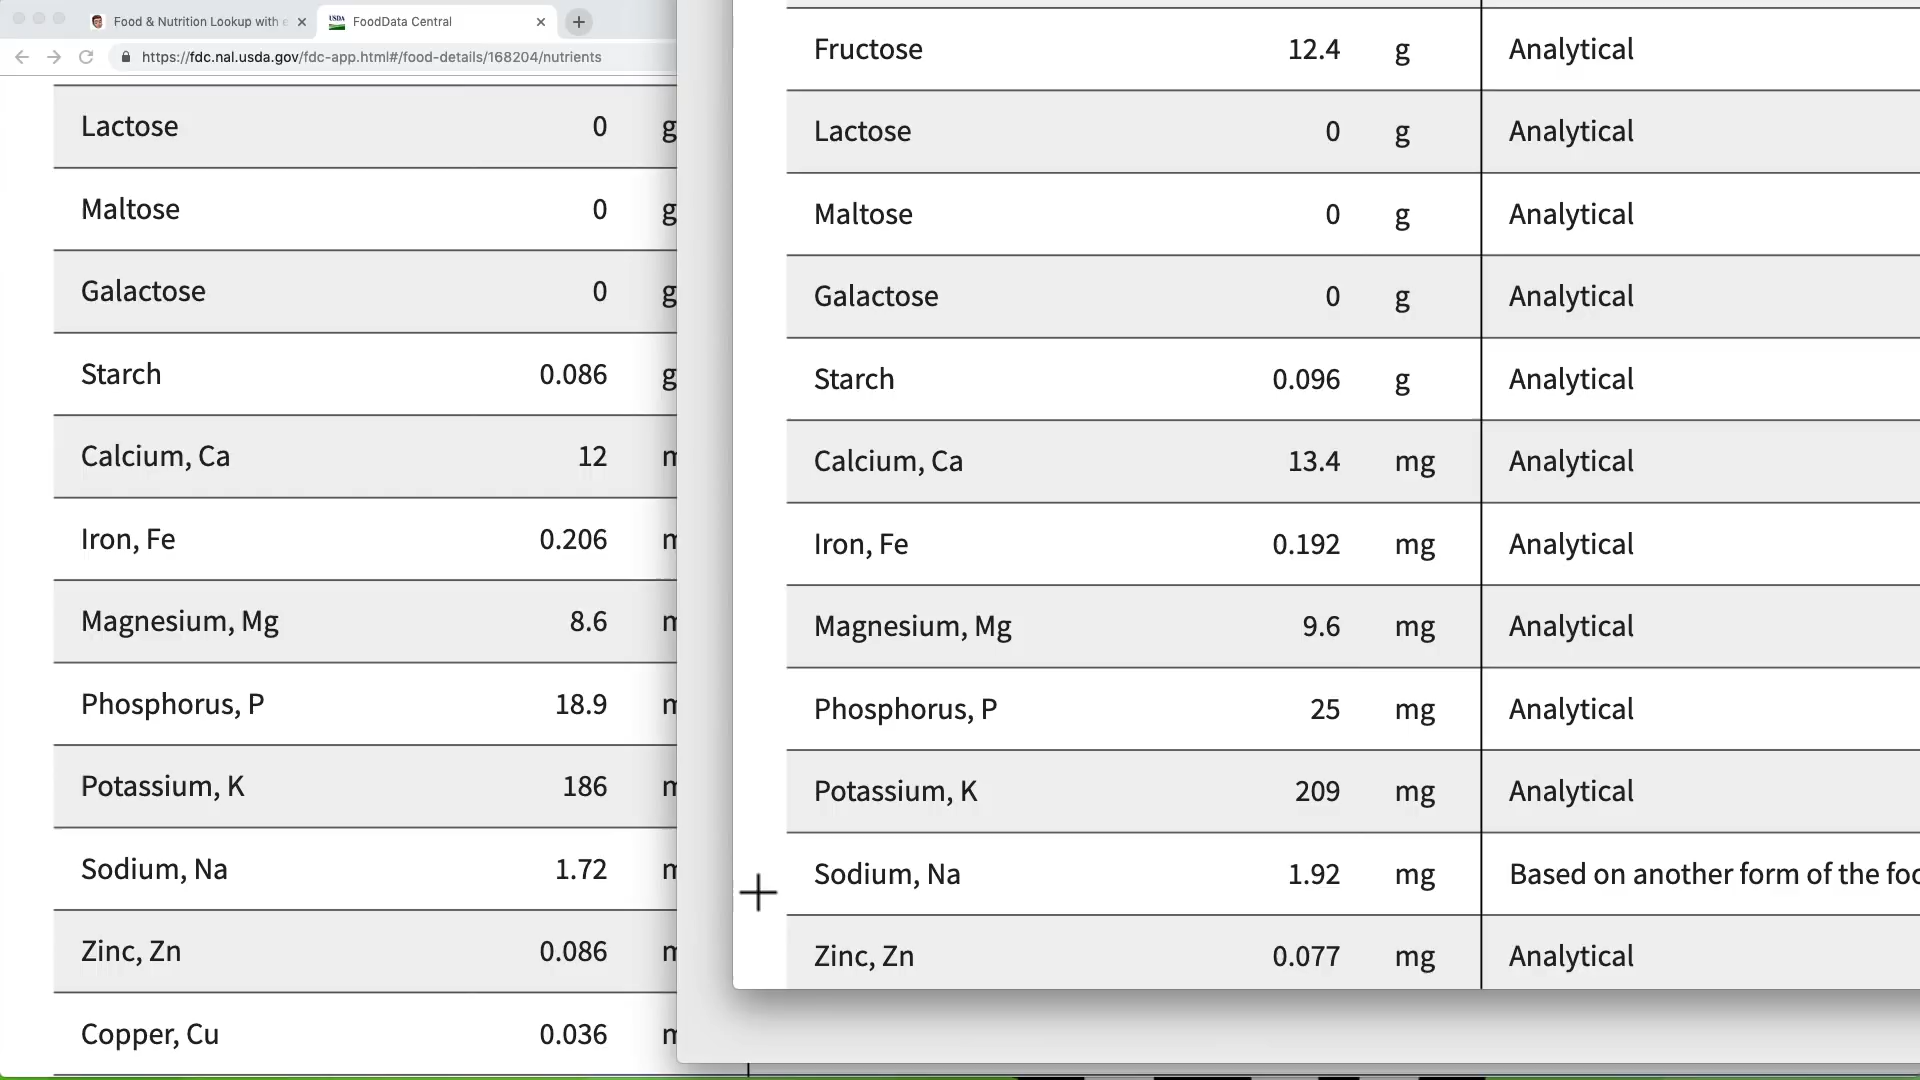 Food & Nutrition Lookup with
FoodData Central
https://fdc.nal.usda.gov/fdc-app.html#/food-details/168204/nutrients
Lactose 0 g
Maltose 0 g
Galactose 0 g
Starch 0.086 g
Calcium, Ca 12
Iron, Fe 0.206
Magnesium, Mg 8.6
Phosphorus, P 18.9
Potassium, K 186
Sodium, Na 1.72
Zinc, Zn 0.086
Copper, Cu 0.036
Fructose 12.4 g Analytical
Lactose 0 g Analytical
Maltose 0 g Analytical
Galactose 0 g Analytical
Starch 0.096 g Analytical
Calcium, Ca 13.4 mg Analytical
Iron, Fe 0.192 mg Analytical
Magnesium, Mg 9.6 mg Analytical
Phosphorus, P 25 mg Analytical
Potassium, K 209 mg Analytical
Sodium, Na 1.92 mg Based on another form of the
Zinc, Zn 0.077 mg Analytical